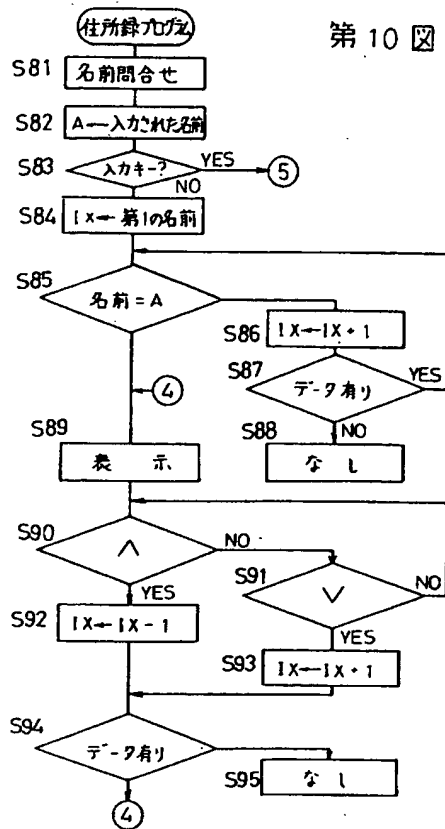 第10図
住所録プログラム
S81
名前問合せ
S82
A←入力された名前
S83
入力キー?
YES
⑤
NO
S84
IX←第1の名前
S85
名前=A
S86
IX←IX+1
S87
データ有り
YES
④
NO
S88
なし
S89
表示
S90
∧
NO
S91
∨
NO
YES
S92
IX←IX-1
YES
S93
IX←IX+1
S94
データ有り
S95
なし
④